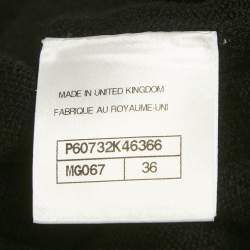 MADE IN UNITED KINGDOM
FABRIQUE AU ROYAUME-UNI
P60732K46366
MG067 36